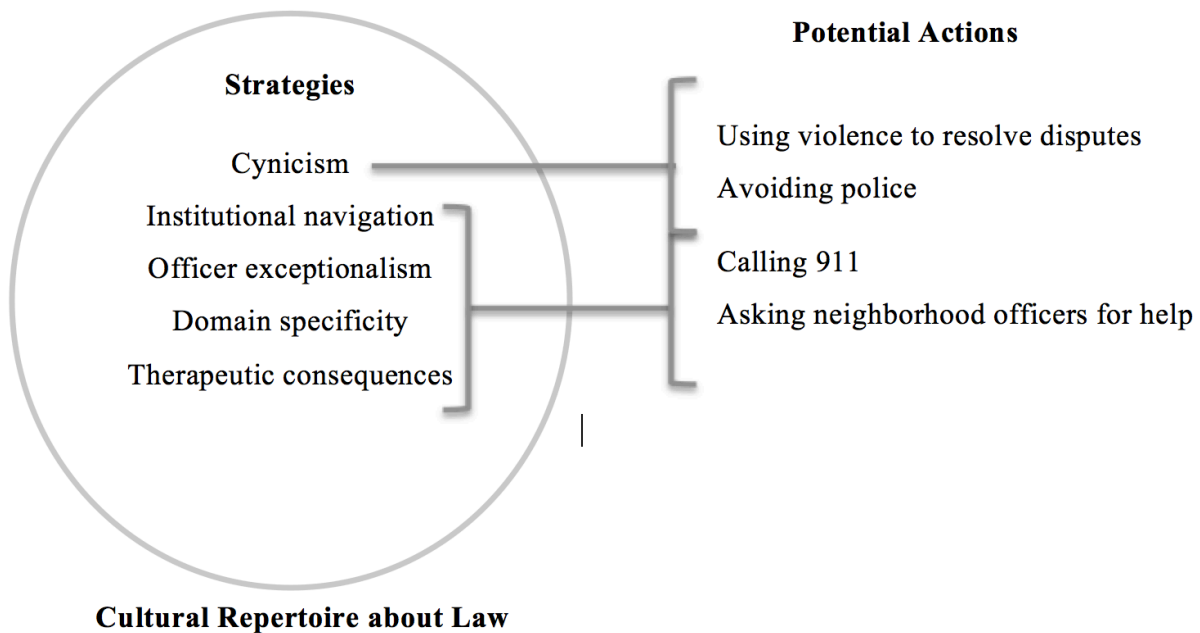 Potential Actions
Strategies
Using violence to resolve disputes
Cynicism
Avoiding police
Institutional navigation
Calling 911
Officer exceptionalism
Asking neighborhood officers for help
Domain specificity
Therapeutic consequences
Cultural Repertoire about Law